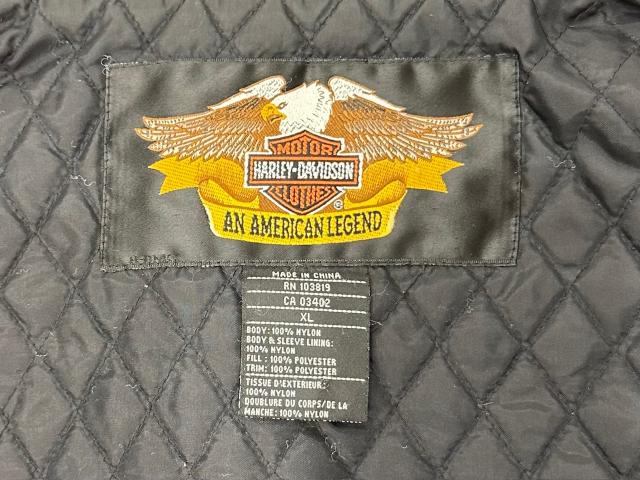 MOTOR
HARLEY-DAVIDSON
CLOTHES
®
AN AMERICAN LEGEND
MADE IN CHINA
RN 103819
CA 03402
XL
BODY: 100% NYLON
BODY & SLEEVE LINING:
100% NYLON
FILL : 100% POLYESTER
TRIM: 100% POLYESTER
TISSUE D'EXTERIEUR:
100% NYLON
DOUBLURE DU CORPS/DE LA
MANCHE: 100% NYLON